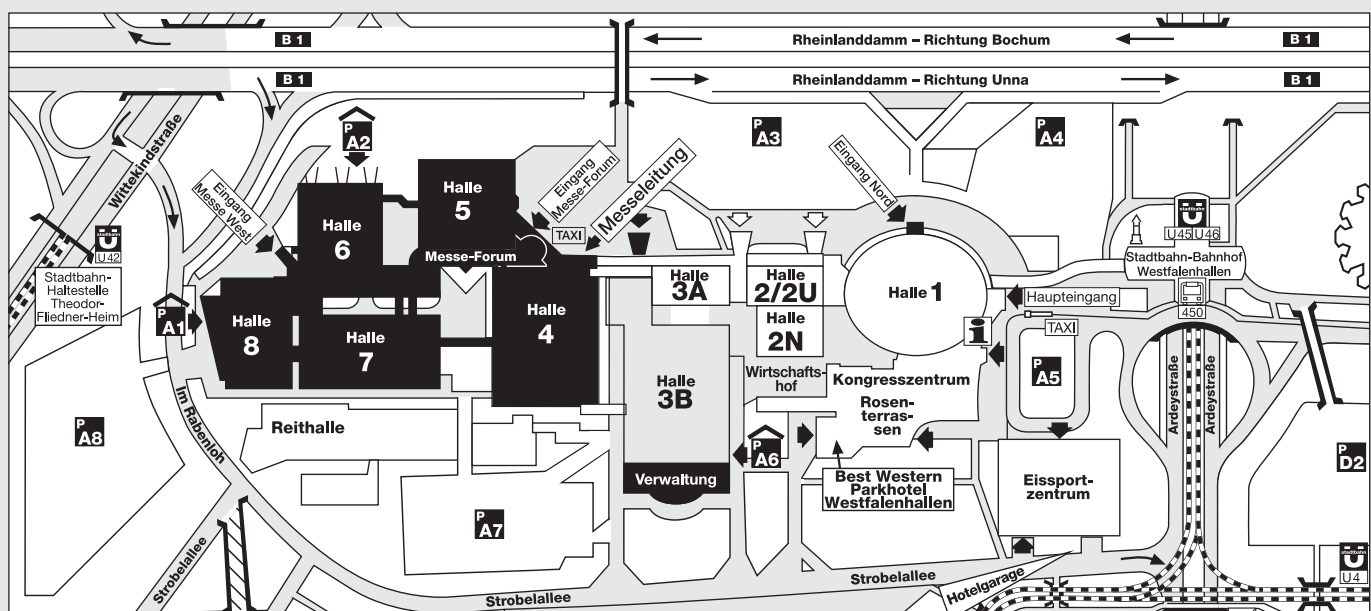 B 1
Rheinlanddamm – Richtung Bochum
B 1
B 1
Rheinlanddamm – Richtung Unna
B 1
Wittekindstraße
P
A2
P
A3
P
A4
Eingang
Messe West
Halle
6
Halle
5
Eingang
Messe-Forum
Messeleitung
TAXI
Messe-Forum
Eingang Nord
stadtbahn
U
U45
U46
stadtbahn
U
U42
Stadtbahn-
Haltestelle
Theodor-
Fliedner-Heim
P
A1
Halle
8
Halle
7
Halle
4
Halle
3A
Halle
2/2U
Halle
2N
Halle 1
Stadtbahn-Bahnhof
Westfalenhallen
450
Haupteingang
TAXI
i
Halle
3B
Wirtschafts-
hof
Kongresszentrum
Rosen-
terras-
sen
P
A5
Ardeystraße
Ardeystraße
P
A8
Im Rabenloh
Reithalle
P
A6
Verwaltung
Best Western
Parkhotel
Westfalenhallen
Eissport-
zentrum
P
D2
P
A7
Strobelallee
Strobelallee
Strobelallee
Hotelgarage
stadtbahn
U
U4